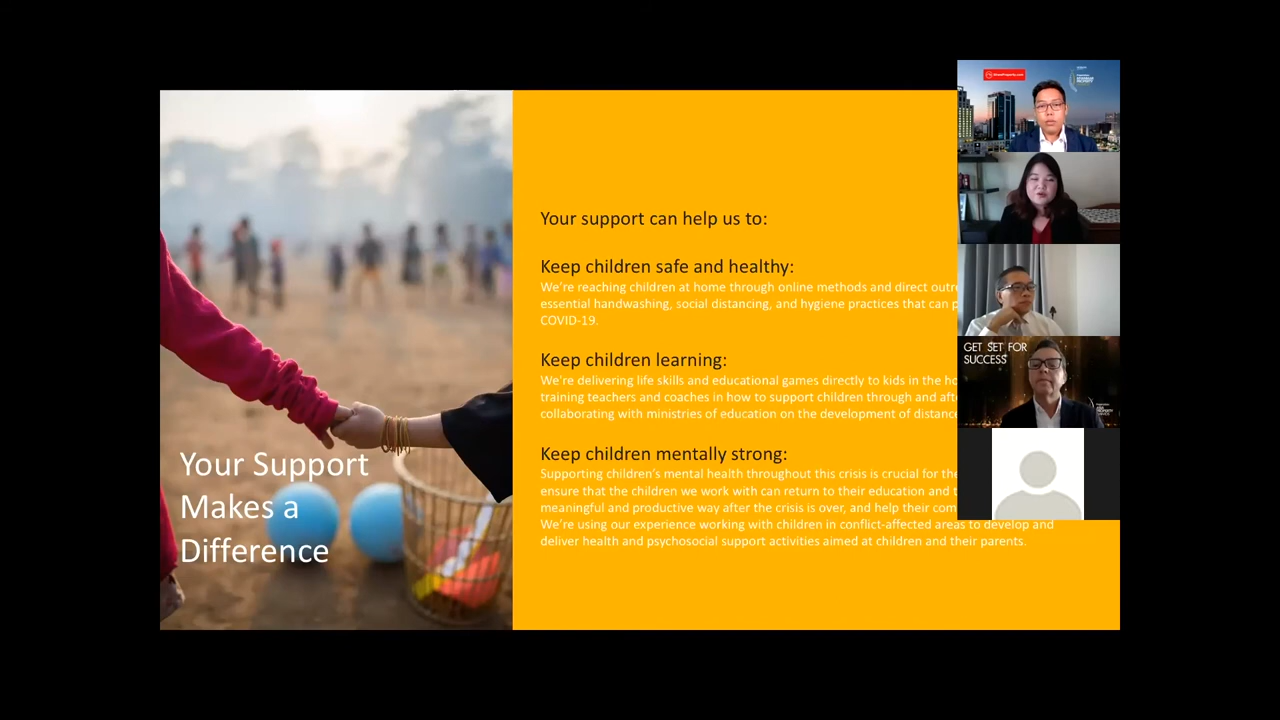 Your Support
Makes a
Difference
Your support can help us to:
Keep children safe and healthy:
We're reaching children at home through online methods and direct
essential handwashing, social distancing, and hygiene practices that can
COVID-19.
Keep children learning:
We're delivering life skills and educational games directly to kids in the
training teachers and coaches in how to support children through and
collaborating with ministries of education on the development of distance
Keep children mentally strong:
Supporting children's mental health throughout this crisis is crucial for
ensure that the children we work with can return to their education and
meaningful and productive way after the crisis is over, and help their
We're using our experience working with children in conflict-affected areas to develop and
deliver health and psychosocial support activities aimed at children and their parents.
GET SET FOR
SUCCESS